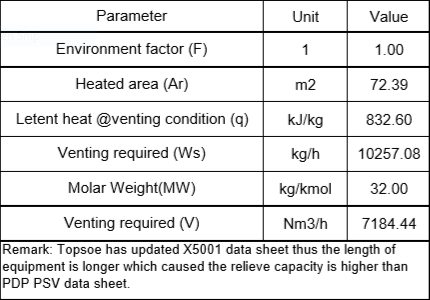 Parameter Unit Value
Environment factor (F) 1 1.00
Heated area (Ar) m2 72.39
Letent heat @venting condition (q) kJ/kg 832.60
Venting required (Ws) kg/h 10257.08
Molar Weight(MW) kg/kmol 32.00
Venting required (V) Nm3/h 7184.44
Remark: Topsoe has updated X5001 data sheet thus the length of
equipment is longer which caused the relieve capacity is higher than
PDP PSV data sheet.